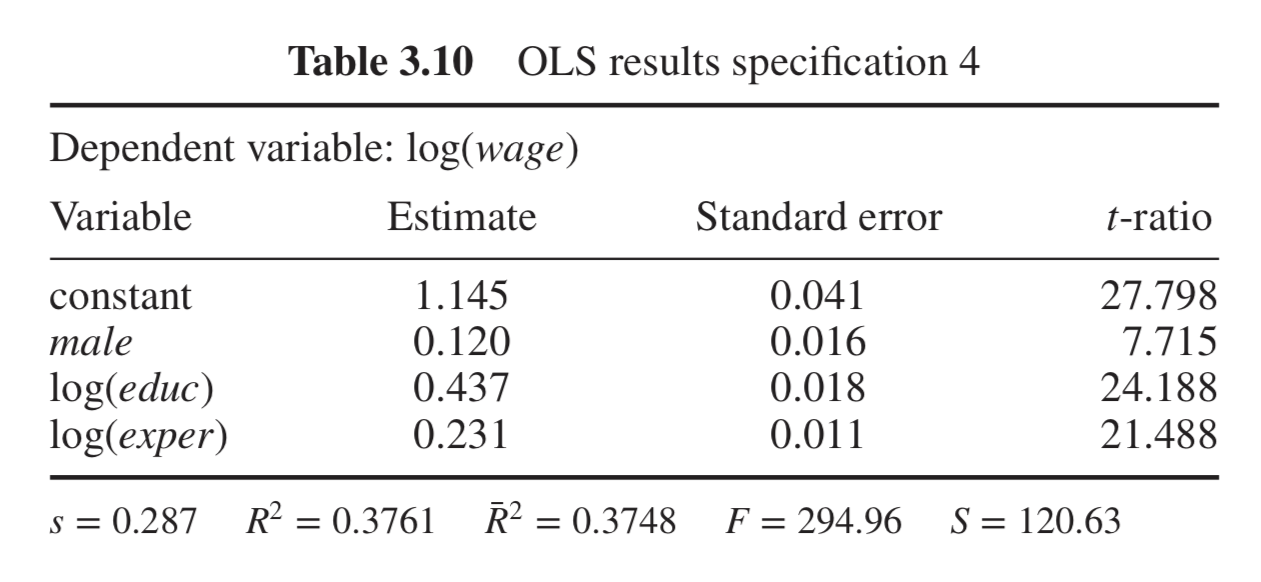 Table 3.10 OLS results specification 4
Dependent variable: log(wage)
Variable Estimate Standard error t-ratio
constant 1.145 0.041 27.798
male 0.120 0.016 7.715
log(educ) 0.437 0.018 24.188
log(exper) 0.231 0.011 21.488
s = 0.287 R² = 0.3761 R̄² = 0.3748 F = 294.96 S = 120.63